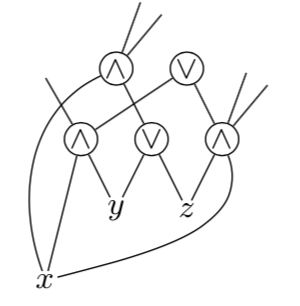 ∧ ∨
∧ ∨ ∧
y z
x